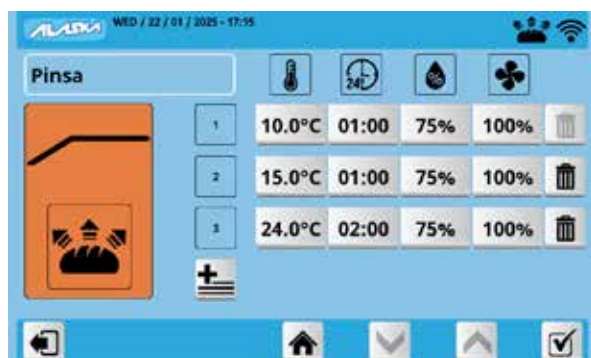 ALASKA WED / 22 / 01 / 2025 - 17:15
Pinsa
24h
%
1 10.0°C 01:00 75% 100%
2 15.0°C 01:00 75% 100%
3 24.0°C 02:00 75% 100%